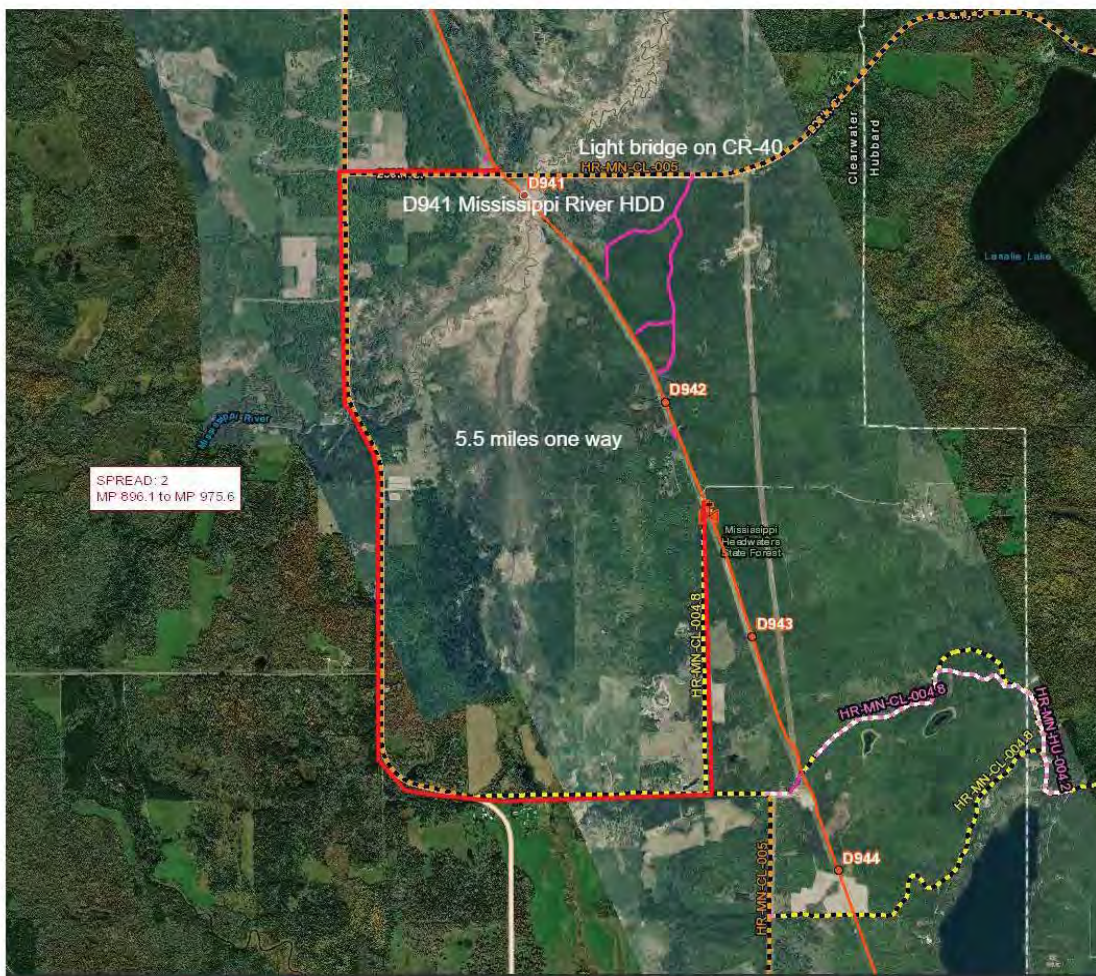 Light bridge on CR-40
HR-MN-CL-005
Clearwater
Hubbard
D941
D941 Mississippi River HDD
Lasalle Lake
D942
Mississippi River
5.5 miles one way
SPREAD: 2
MP 896.1 to MP 975.6
Mississippi
Headwaters
State Forest
D943
HR-MN-CL-004.8
HR-MN-CL-004.8
HR-MN-HU-004.2
HR-MN-CL-004.8
D944
HR-MN-CL-005